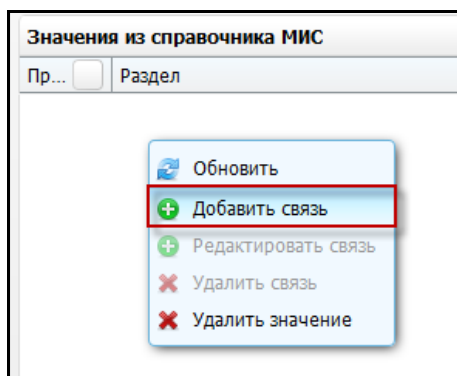 Значения из справочника МИС
Пр... Раздел
Обновить
Добавить связь
Редактировать связь
Удалить связь
Удалить значение